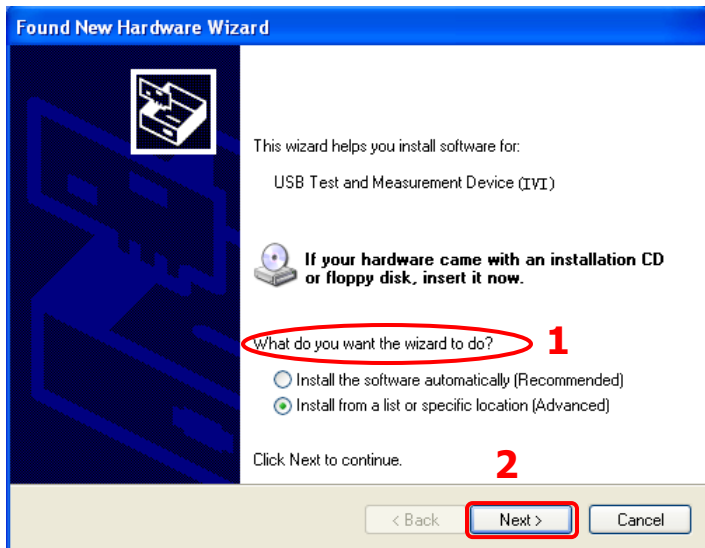 Found New Hardware Wizard
This wizard helps you install software for:
USB Test and Measurement Device (IVI)
If your hardware came with an installation CD
or floppy disk, insert it now.
What do you want the wizard to do? 1
Install the software automatically (Recommended)
Install from a list or specific location (Advanced)
Click Next to continue.
2
< Back Next > Cancel